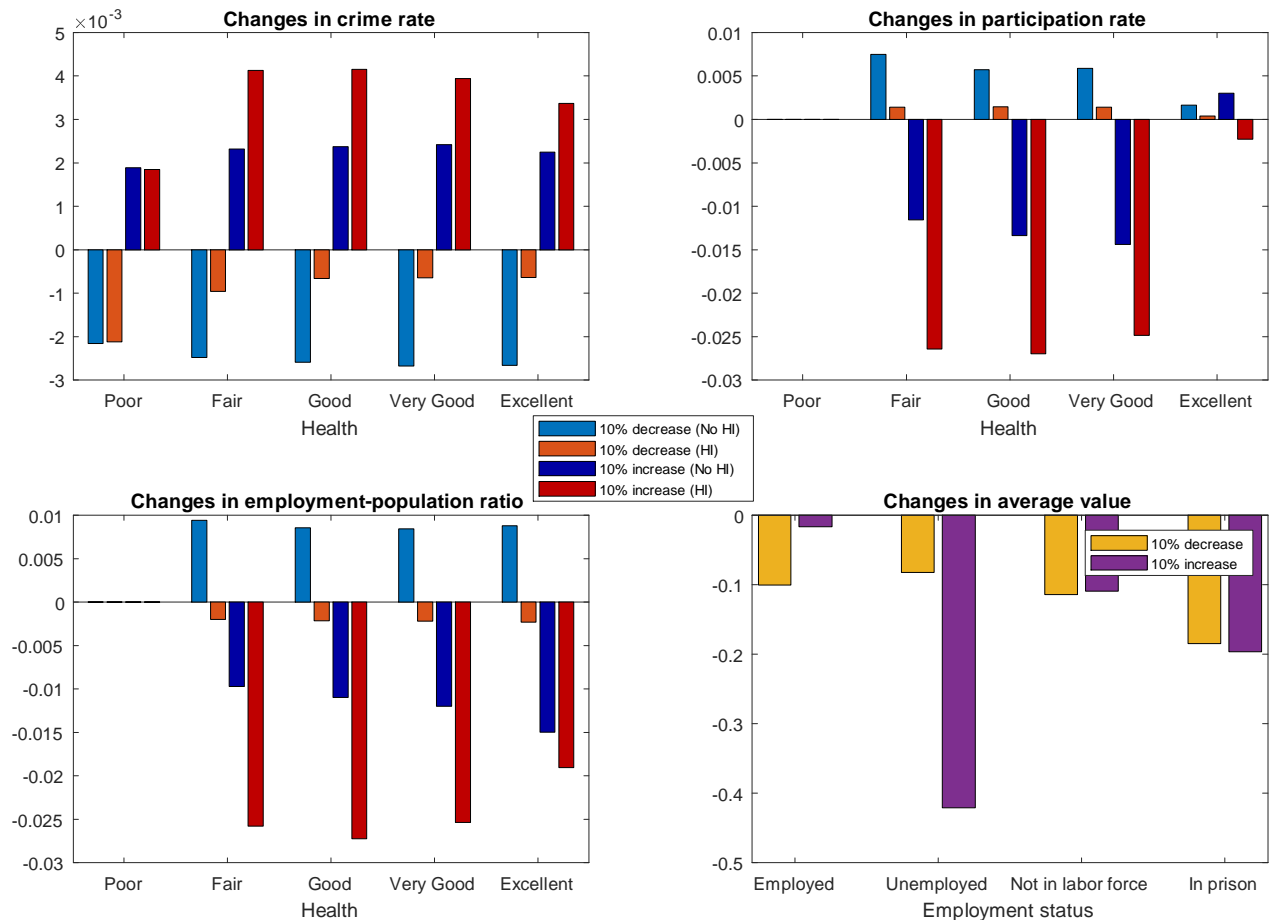 Changes in crime rate
×10⁻³
5
4
3
2
1
0
-1
-2
-3
Poor Fair Good Very Good Excellent
Health
Changes in participation rate
0.01
0.005
0
-0.005
-0.01
-0.015
-0.02
-0.025
-0.03
Poor Fair Good Very Good Excellent
Health
10% decrease (No HI)
10% decrease (HI)
10% increase (No HI)
10% increase (HI)
Changes in employment-population ratio
0.01
0.005
0
-0.005
-0.01
-0.015
-0.02
-0.025
-0.03
Poor Fair Good Very Good Excellent
Health
Changes in average value
0
-0.1
-0.2
-0.3
-0.4
-0.5
10% decrease
10% increase
Employed Unemployed Not in labor force In prison
Employment status